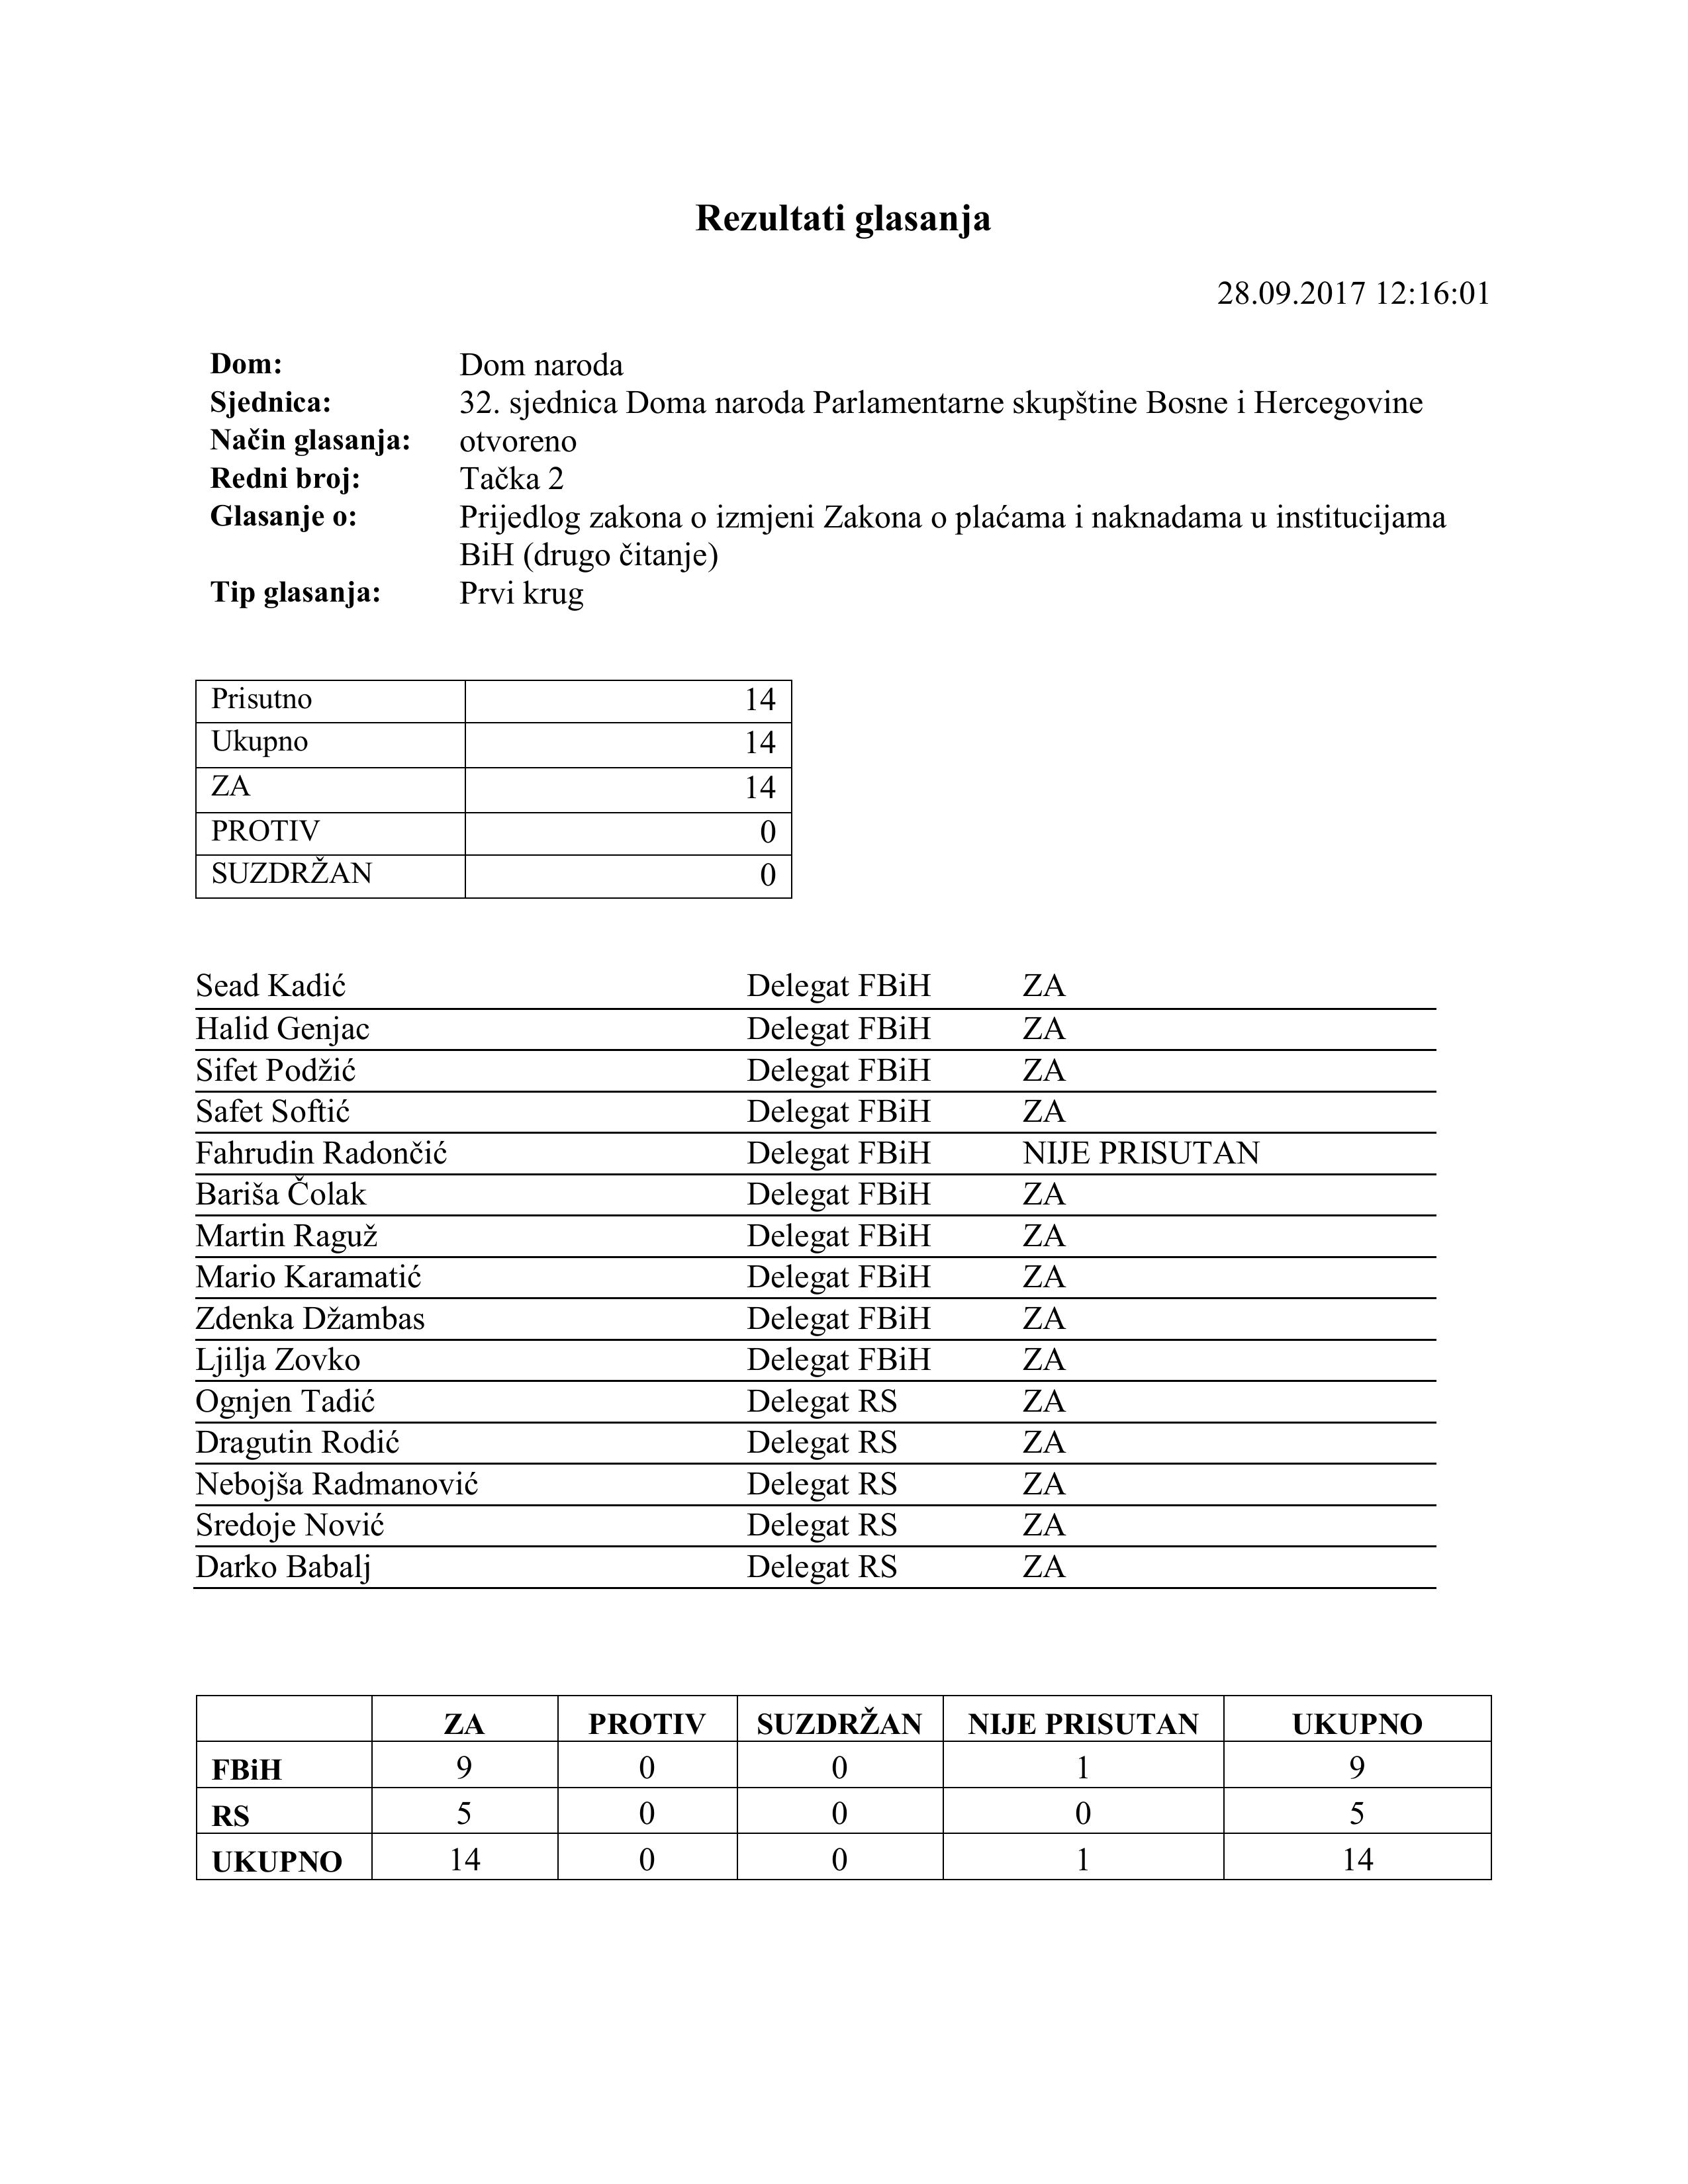 Rezultati glasanja
28.09.2017 12:16:01
Dom: Dom naroda
Sjednica: 32. sjednica Doma naroda Parlamentarne skupštine Bosne i Hercegovine
Način glasanja: otvoreno
Redni broj: Tačka 2
Glasanje o: Prijedlog zakona o izmjeni Zakona o plaćama i naknadama u institucijama
BiH (drugo čitanje)
Tip glasanja: Prvi krug
Prisutno 14
Ukupno 14
ZA 14
PROTIV 0
SUZDRŽAN 0
Sead Kadić Delegat FBiH ZA
Halid Genjac Delegat FBiH ZA
Sifet Podžić Delegat FBiH ZA
Safet Softić Delegat FBiH ZA
Fahrudin Radončić Delegat FBiH NIJE PRISUTAN
Bariša Čolak Delegat FBiH ZA
Martin Raguž Delegat FBiH ZA
Mario Karamatić Delegat FBiH ZA
Zdenka Džambas Delegat FBiH ZA
Ljilja Zovko Delegat FBiH ZA
Ognjen Tadić Delegat RS ZA
Dragutin Rodić Delegat RS ZA
Nebojša Radmanović Delegat RS ZA
Sredoje Nović Delegat RS ZA
Darko Babalj Delegat RS ZA
ZA PROTIV SUZDRŽAN NIJE PRISUTAN UKUPNO
FBiH 9 0 0 1 9
RS 5 0 0 0 5
UKUPNO 14 0 0 1 14